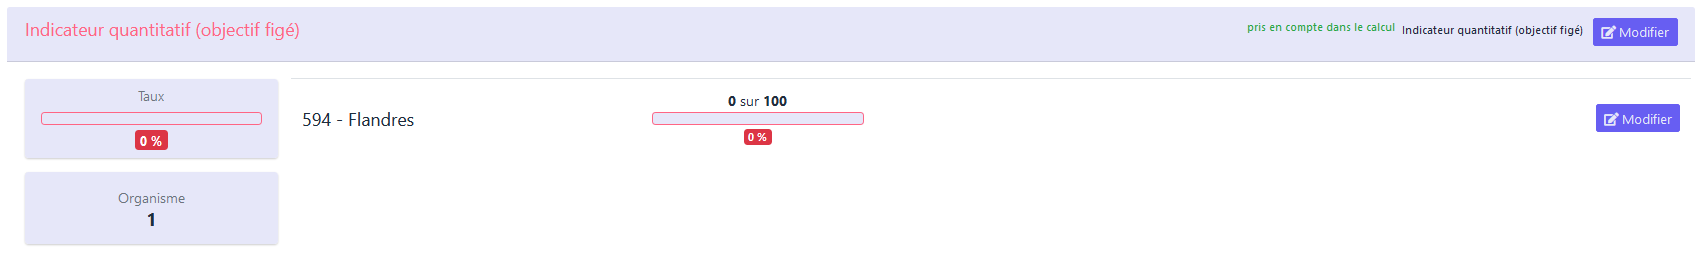 Indicateur quantitatif (objectif figé)
pris en compte dans le calcul
Indicateur quantitatif (objectif figé)
Modifier
Taux
0 %
Organisme
1
594 - Flandres
0 sur 100
0 %
Modifier